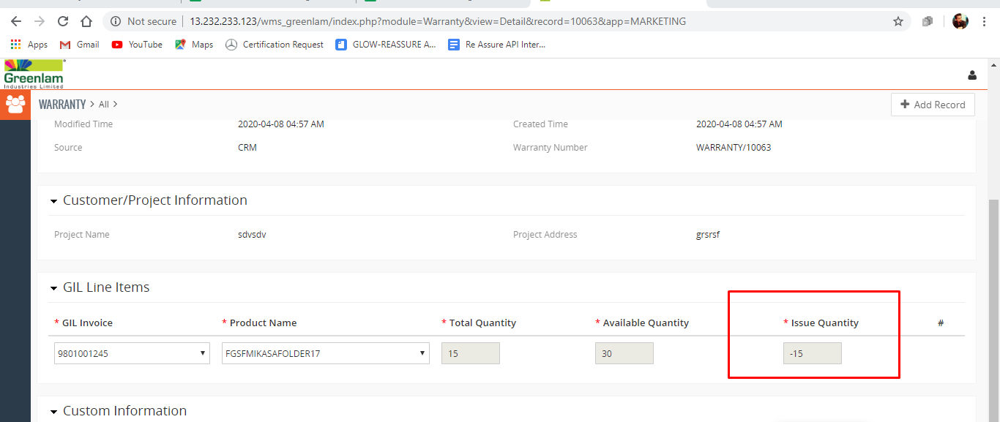 Not secure 13.232.233.123/wms_greenlam/index.php?module=Warranty&view=Detail&record=10063&app=MARKETING
Apps Gmail YouTube Maps Certification Request GLOW-REASSURE A... Re Assure API Inter...
Greenlam
Industries Limited
WARRANTY > All >
+ Add Record
Modified Time 2020-04-08 04:57 AM Created Time 2020-04-08 04:57 AM
Source CRM Warranty Number WARRANTY/10063
Customer/Project Information
Project Name sdvsdv Project Address grsrsf
GIL Line Items
* GIL Invoice * Product Name * Total Quantity * Available Quantity * Issue Quantity #
9801001245 FGSFMIKASAFOLDER17 15 30 -15
Custom Information